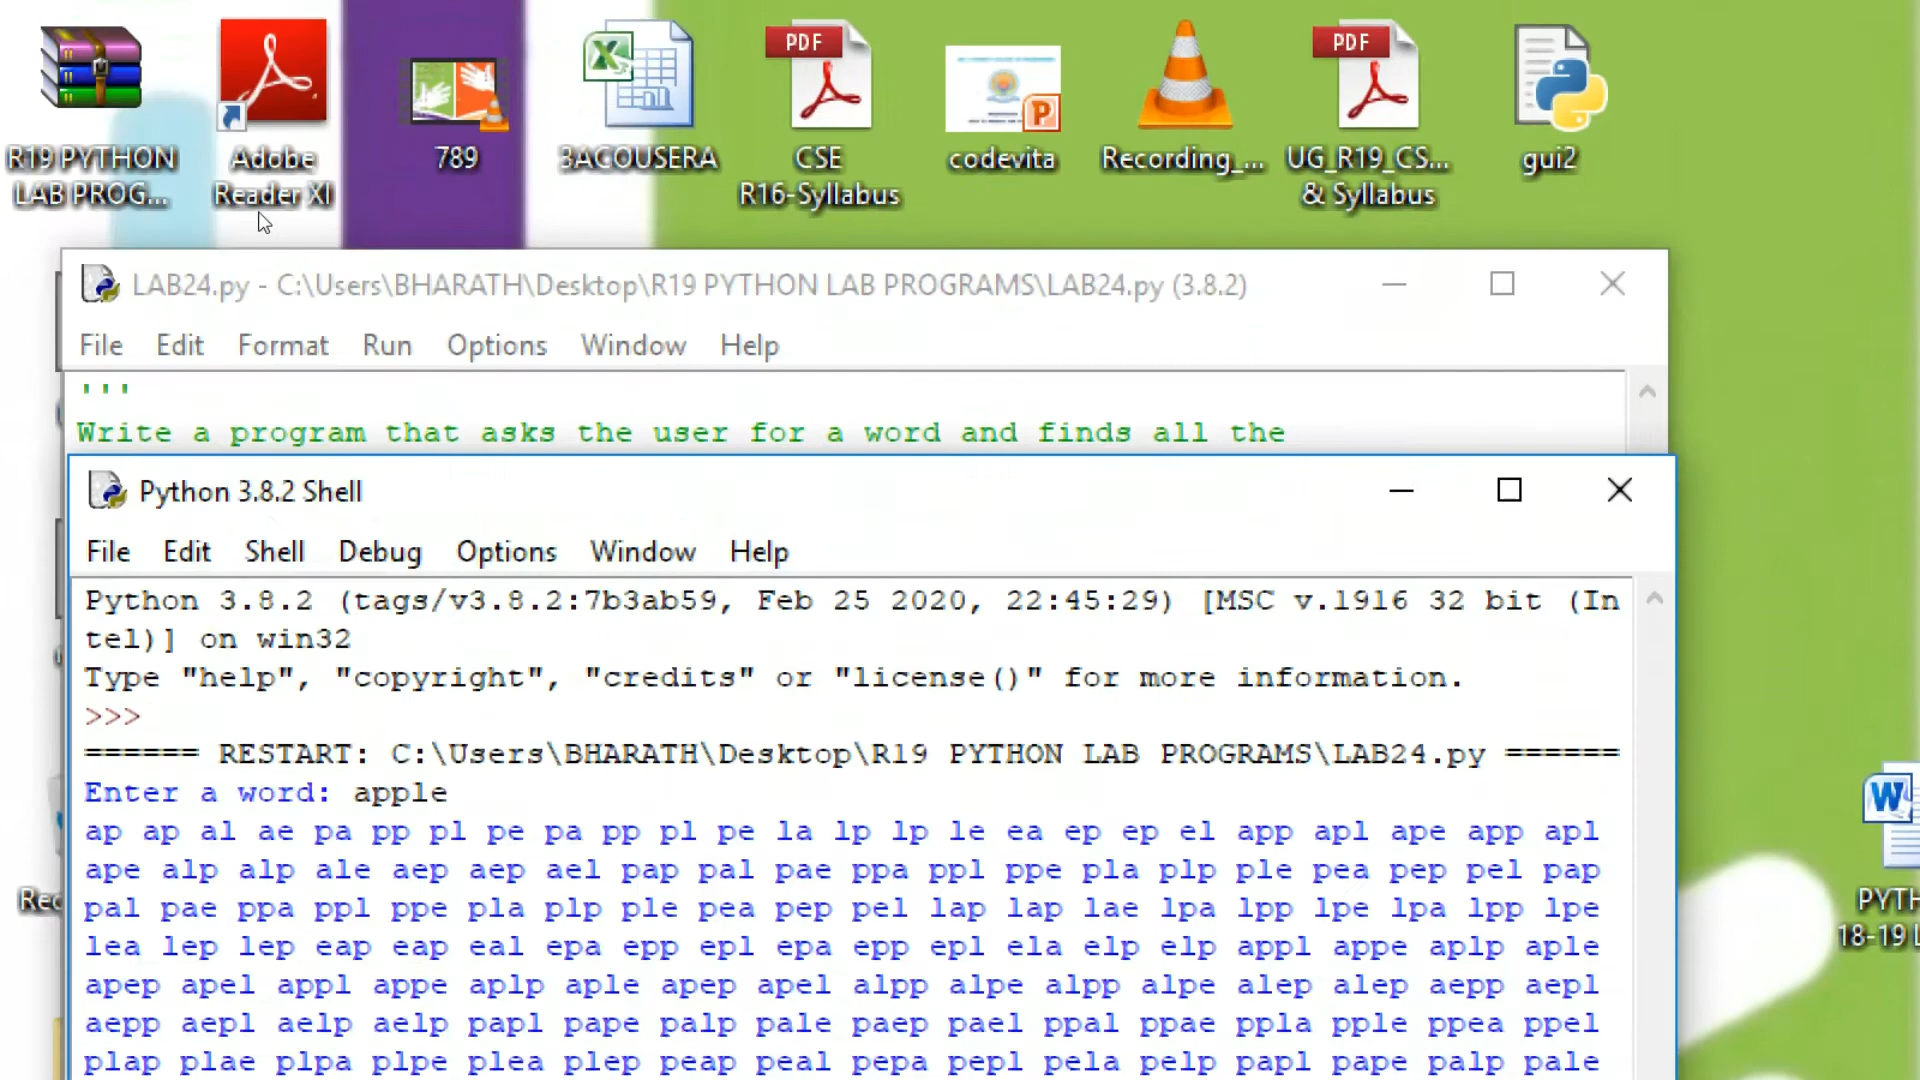 R19 PYTHON
LAB PROG...
Adobe
Reader XI
789
3ACOUSERA
PDF
CSE
R16-Syllabus
codevita
Recording_...
PDF
UG_R19_CS...
& Syllabus
gui2
LAB24.py - C:\Users\BHARATH\Desktop\R19 PYTHON LAB PROGRAMS\LAB24.py (3.8.2)
File Edit Format Run Options Window Help
'''
Write a program that asks the user for a word and finds all the
Python 3.8.2 Shell
File Edit Shell Debug Options Window Help
Python 3.8.2 (tags/v3.8.2:7b3ab59, Feb 25 2020, 22:45:29) [MSC v.1916 32 bit (In
tel)] on win32
Type "help", "copyright", "credits" or "license()" for more information.
>>>
====== RESTART: C:\Users\BHARATH\Desktop\R19 PYTHON LAB PROGRAMS\LAB24.py ======
Enter a word: apple
ap ap al ae pa pp pl pe pa pp pl pe la lp lp le ea ep ep el app apl ape app apl
ape alp alp ale aep aep ael pap pal pae ppa ppl ppe pla plp ple pea pep pel pap
pal pae ppa ppl ppe pla plp ple pea pep pel lap lap lae lpa lpp lpe lpa lpp lpe
lea lep lep eap eap eal epa epp epl epa epp epl ela elp elp appl appe aplp aple
apep apel appl appe aplp aple apep apel alpp alpe alpp alpe alep alep aepp aepl
aepp aepl aelp aelp papl pape palp pale paep pael ppal ppae ppla pple ppea ppel
plap plae plpa plpe plea plep peap peal pepa pepl pela pelp papl pape palp pale
Rec
W
PYTH
18-19 L